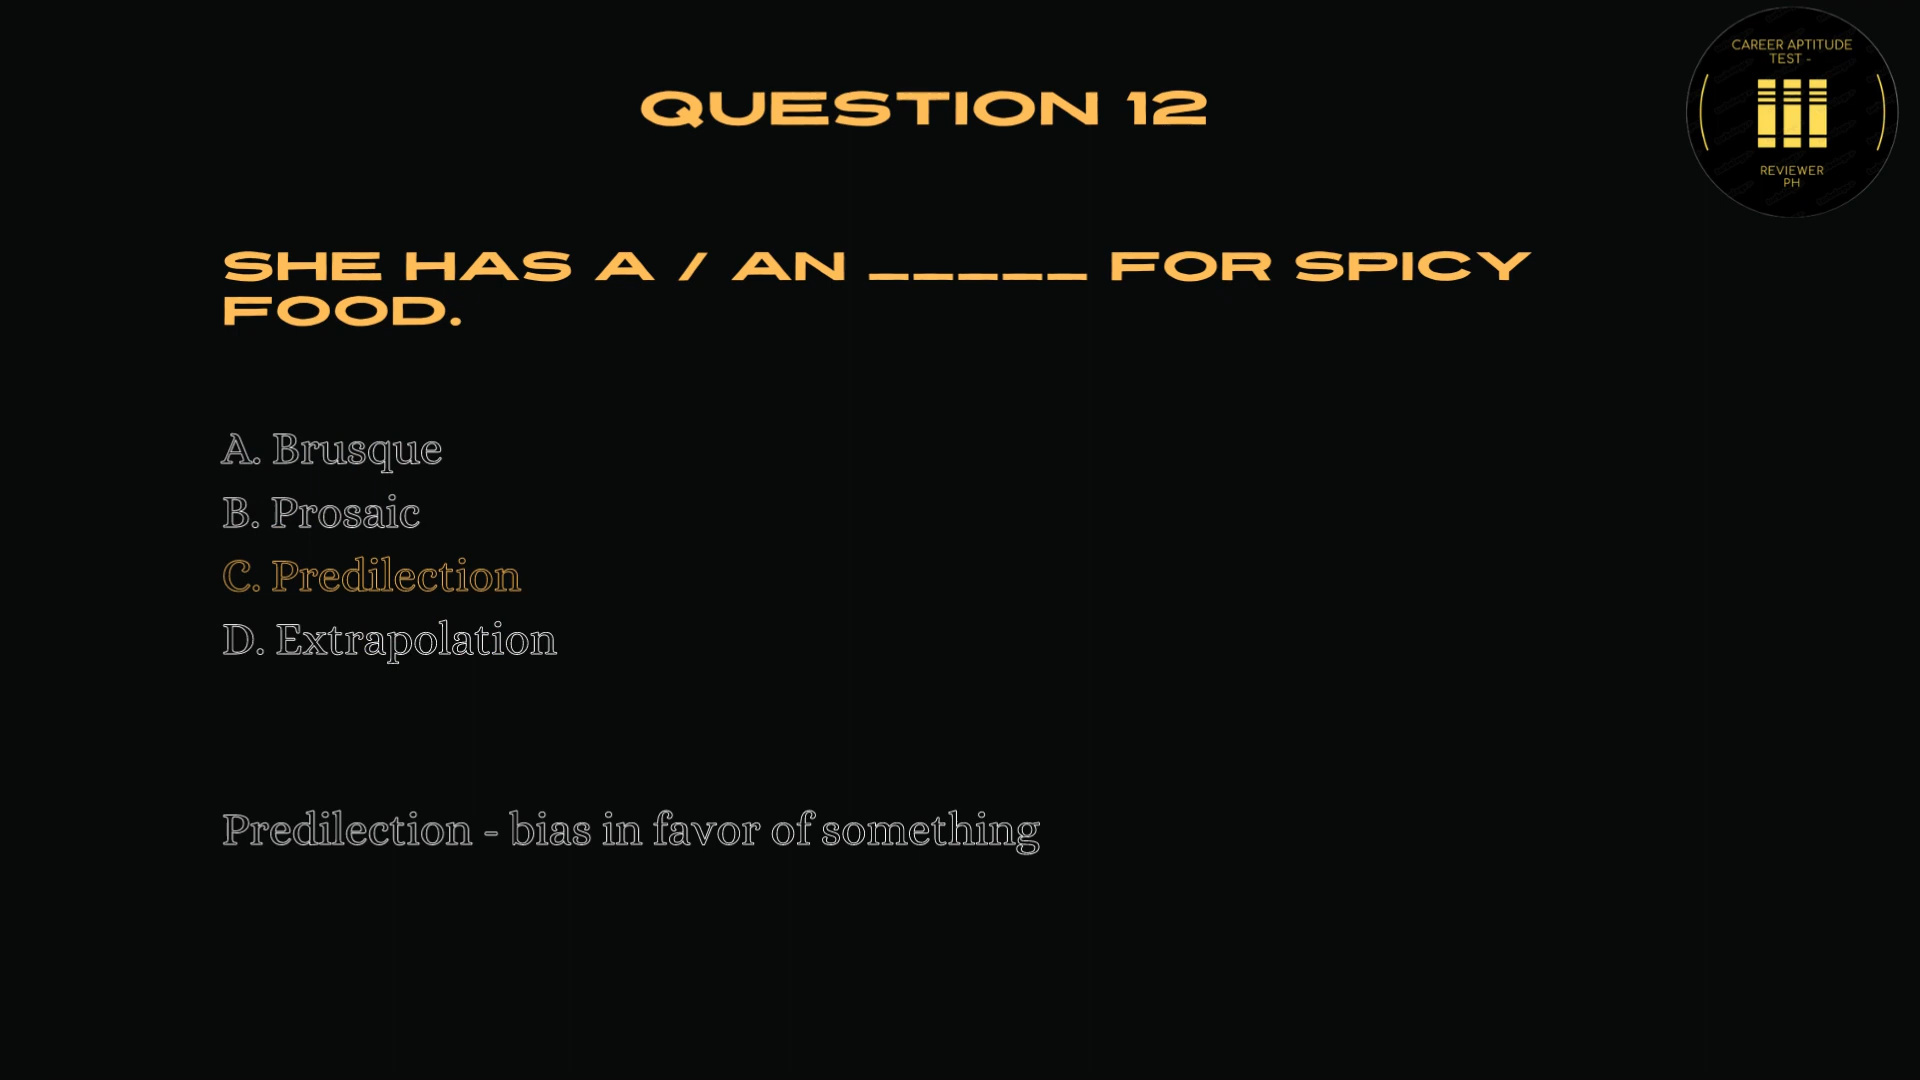 CAREER APTITUDE
TEST -
REVIEWER
PH
QUESTION 12
SHE HAS A / AN _____ FOR SPICY
FOOD.
A. Brusque
B. Prosaic
C. Predilection
D. Extrapolation
Predilection - bias in favor of something